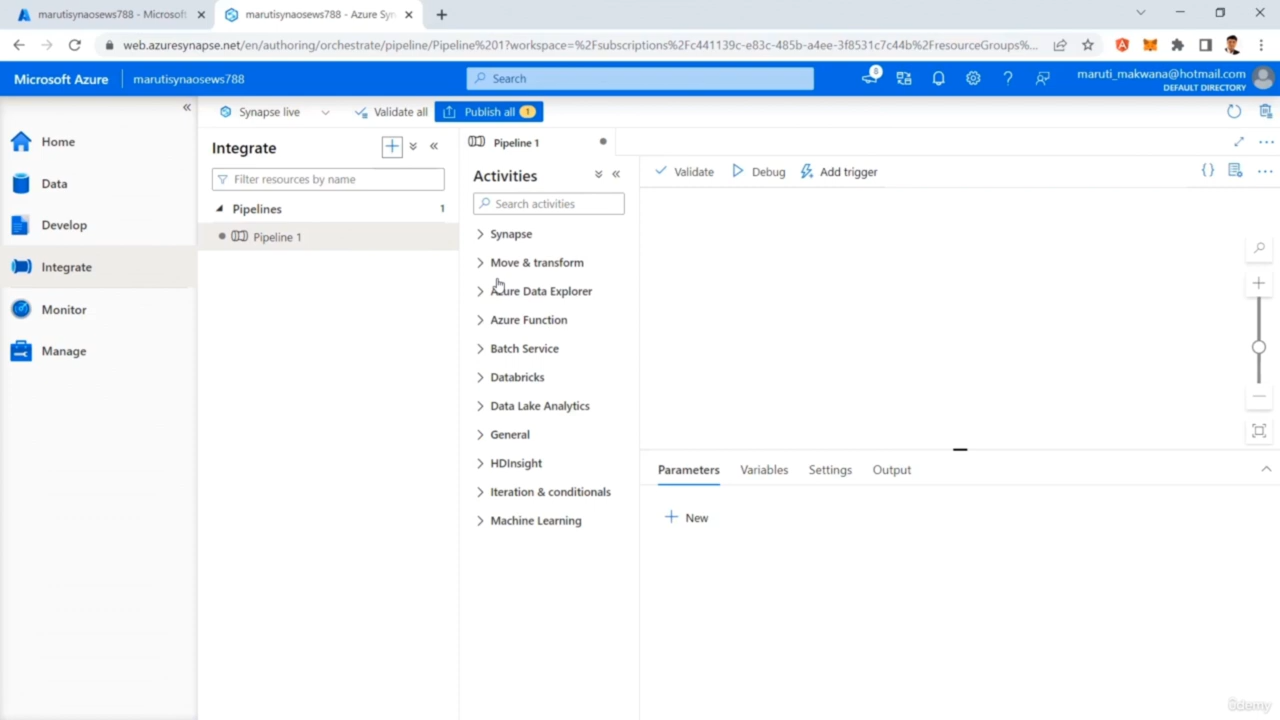 marutisynaosews788 - Microsoft
marutisynaosews788 - Azure Syn
web.azuresynapse.net/en/authoring/orchestrate/pipeline/Pipeline%201?workspace=%2Fsubscriptions%2Fc441139c-e83c-485b-a4ee-3f8531c7c44b%2FresourceGroups%...
Microsoft Azure
marutisynaosews788
Search
8
maruti_makwana@hotmail.com
DEFAULT DIRECTORY
Synapse live
Validate all
Publish all 1
Home
Data
Develop
Integrate
Monitor
Manage
Integrate
Filter resources by name
Pipelines 1
Pipeline 1
Pipeline 1
Activities
Search activities
Synapse
Move & transform
Azure Data Explorer
Azure Function
Batch Service
Databricks
Data Lake Analytics
General
HDInsight
Iteration & conditionals
Machine Learning
Validate
Debug
Add trigger
Parameters
Variables
Settings
Output
New
ûdemy